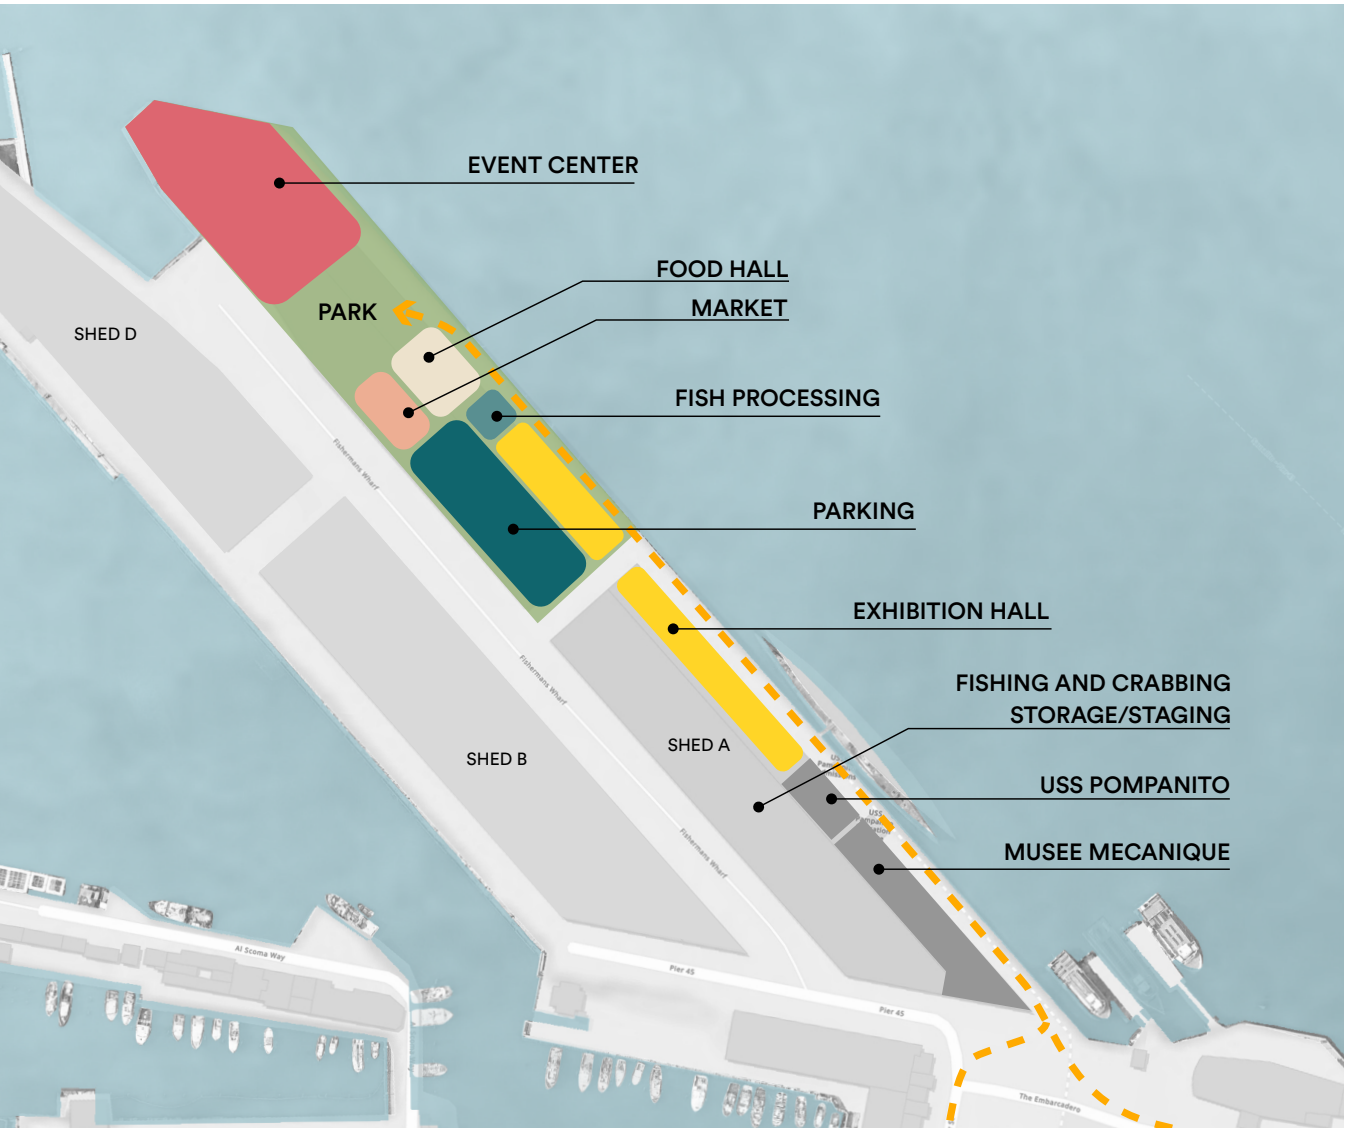 EVENT CENTER
FOOD HALL
PARK
MARKET
SHED D
FISH PROCESSING
Fishermans Wharf
PARKING
EXHIBITION HALL
Fishermans Wharf
FISHING AND CRABBING
STORAGE/STAGING
SHED A
SHED B
USS POMPANITO
USS
Fishermans Wharf
MUSEE MECANIQUE
Al Scoma Way
Pier 45
Pier 45
The Embarcadero